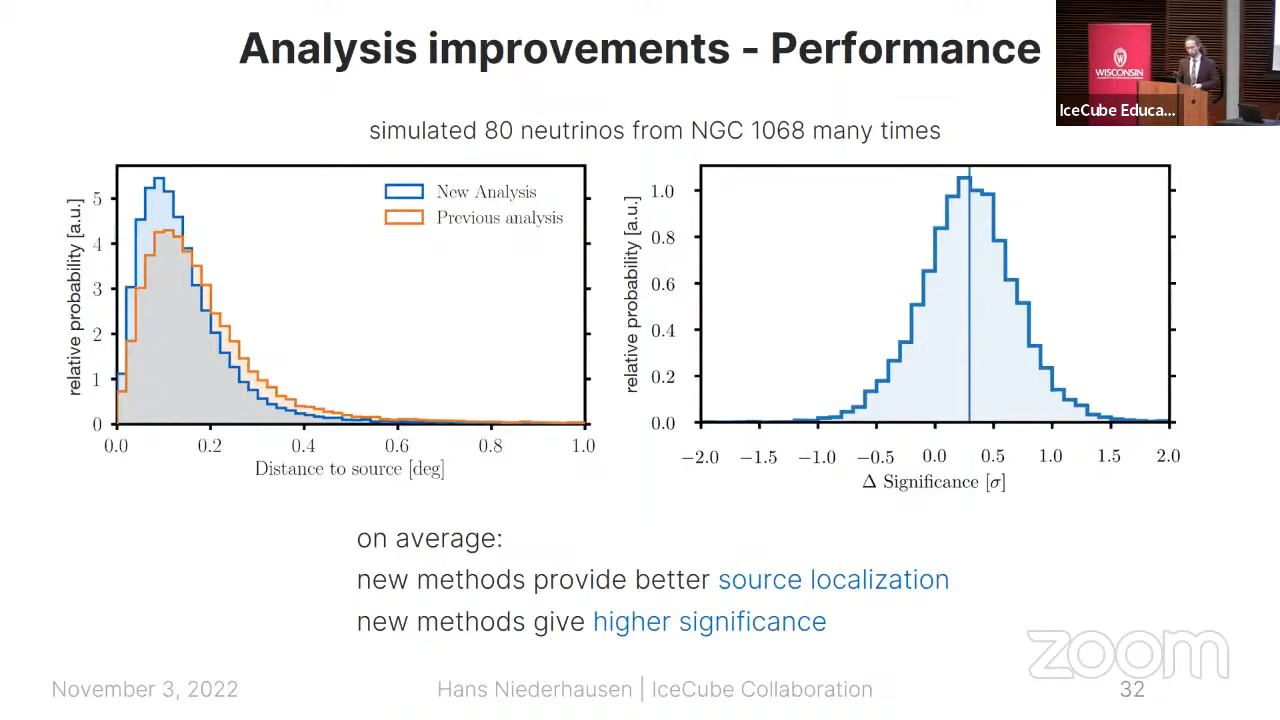 Analysis improvements - Performance
WISCONSIN
IceCube Educa...
simulated 80 neutrinos from NGC 1068 many times
relative probability [a.u.]
5
4
3
2
1
0
New Analysis
Previous analysis
0.0 0.2 0.4 0.6 0.8 1.0
Distance to source [deg]
relative probability [a.u.]
1.0
0.8
0.6
0.4
0.2
0.0
−2.0 −1.5 −1.0 −0.5 0.0 0.5 1.0 1.5 2.0
Δ Significance [σ]
on average:
new methods provide better source localization
new methods give higher significance
zoom
November 3, 2022 Hans Niederhausen | IceCube Collaboration 32